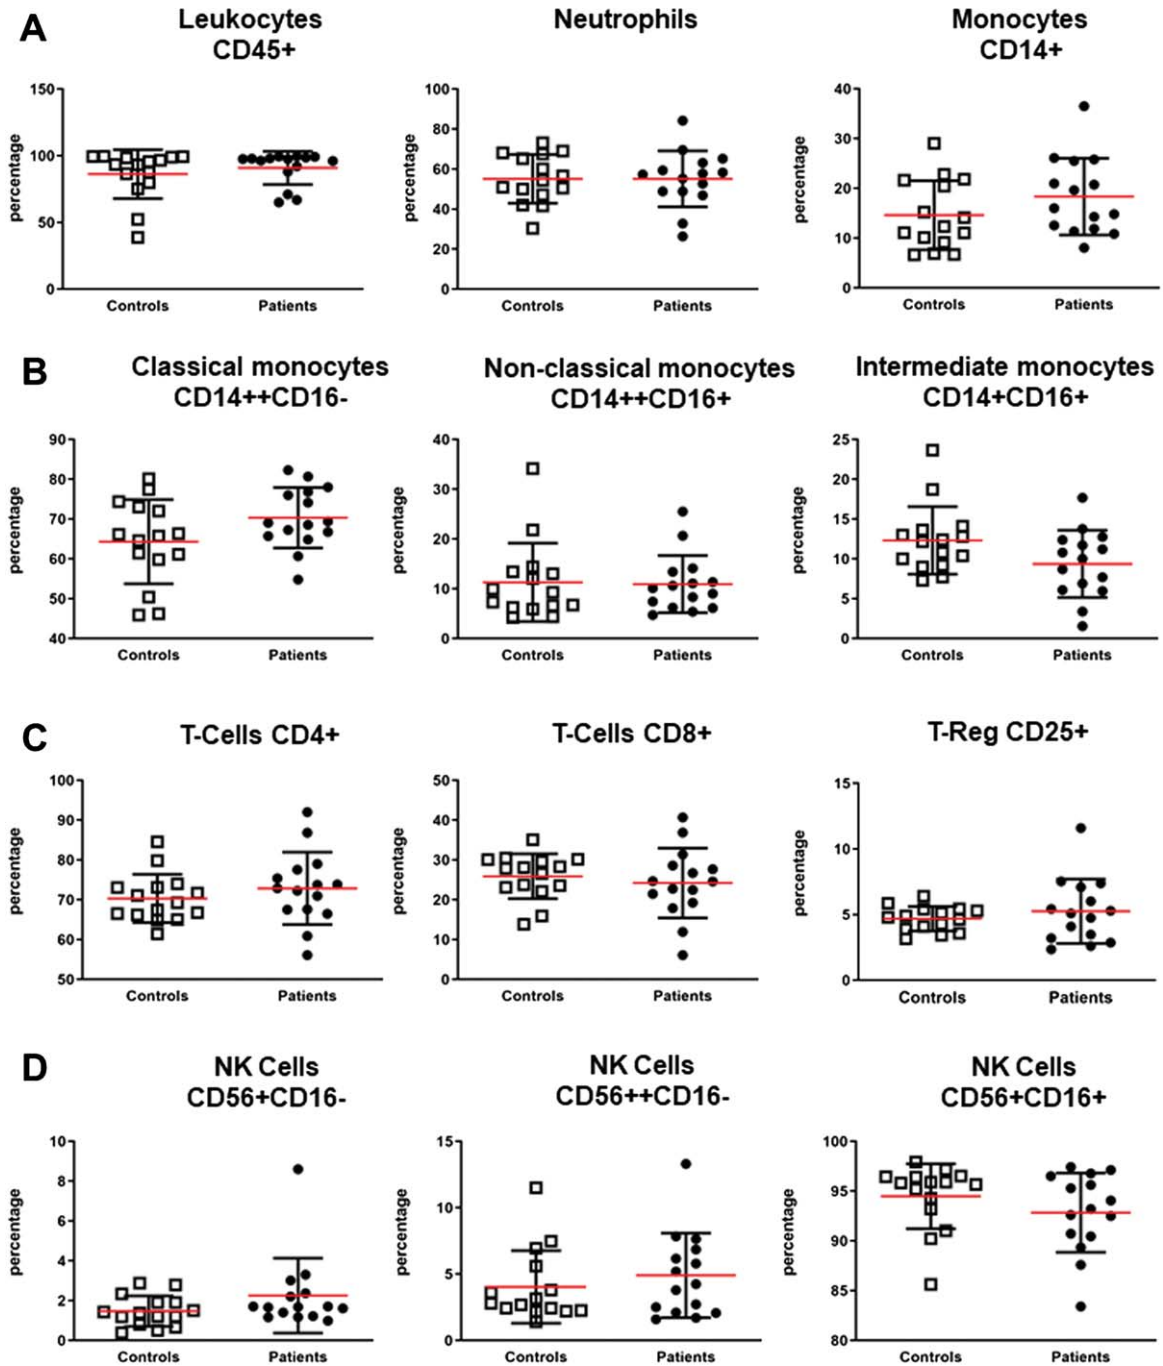 A
Leukocytes
CD45+
Neutrophils
Monocytes
CD14+
percentage
150
100
50
0
Controls
Patients
percentage
100
80
60
40
20
0
Controls
Patients
percentage
40
30
20
10
0
Controls
Patients
B
Classical monocytes
CD14++CD16-
Non-classical monocytes
CD14++CD16+
Intermediate monocytes
CD14+CD16+
percentage
90
80
70
60
50
40
Controls
Patients
percentage
40
30
20
10
0
Controls
Patients
percentage
25
20
15
10
5
0
Controls
Patients
C
T-Cells CD4+
T-Cells CD8+
T-Reg CD25+
percentage
100
90
80
70
60
50
Controls
Patients
percentage
50
40
30
20
10
0
Controls
Patients
percentage
15
10
5
0
Controls
Patients
D
NK Cells
CD56+CD16-
NK Cells
CD56++CD16-
NK Cells
CD56+CD16+
percentage
10
8
6
4
2
0
Controls
Patients
percentage
15
10
5
0
Controls
Patients
percentage
100
95
90
85
80
Controls
Patients